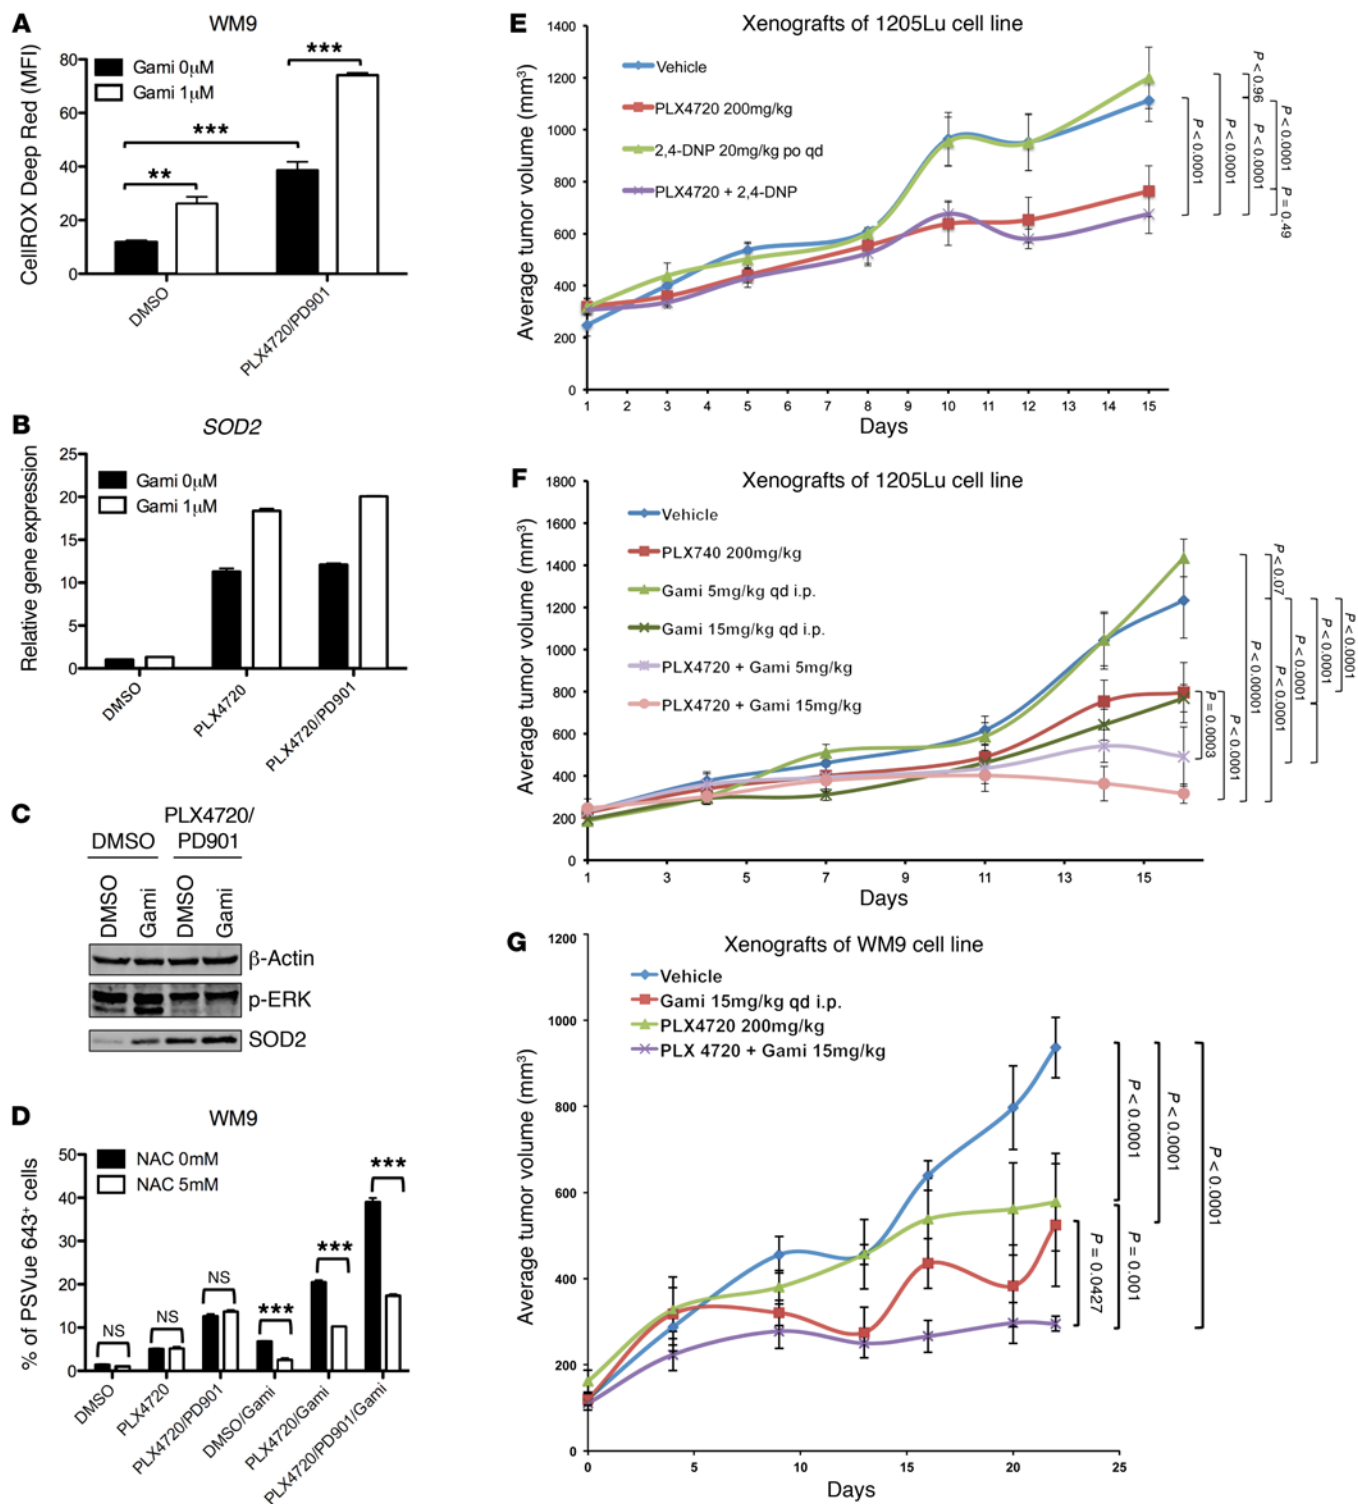 A
WM9
CellROX Deep Red (MFI)
80
60
40
20
0
Gami 0μM
Gami 1μM
**
***
***
DMSO
PLX4720/PD901
B
SOD2
Relative gene expression
25
20
15
10
5
0
Gami 0μM
Gami 1μM
DMSO
PLX4720
PLX4720/PD901
C
DMSO
PLX4720/
PD901
DMSO
Gami
DMSO
Gami
β-Actin
p-ERK
SOD2
D
WM9
% of PSVue 643+ cells
50
40
30
20
10
0
NAC 0mM
NAC 5mM
NS
NS
NS
***
***
***
DMSO
PLX4720
PLX4720/PD901
DMSO/Gami
PLX4720/Gami
PLX4720/PD901/Gami
E
Xenografts of 1205Lu cell line
Average tumor volume (mm3)
1400
1200
1000
800
600
400
200
0
Vehicle
PLX4720 200mg/kg
2,4-DNP 20mg/kg po qd
PLX4720 + 2,4-DNP
1 2 3 4 5 6 7 8 9 10 11 12 13 14 15
Days
P < 0.0001
P < 0.0001
P < 0.96
P < 0.00001
P < 0.0001
P = 0.49
F
Xenografts of 1205Lu cell line
Average tumor volume (mm3)
1800
1600
1400
1200
1000
800
600
400
200
0
Vehicle
PLX740 200mg/kg
Gami 5mg/kg qd i.p.
Gami 15mg/kg qd i.p.
PLX4720 + Gami 5mg/kg
PLX4720 + Gami 15mg/kg
1 3 5 7 9 11 13 15
Days
P = 0.0003
P < 0.0001
P < 0.00001
P < 0.07
P < 0.0001
P < 0.0001
P < 0.0001
P < 0.0001
G
Xenografts of WM9 cell line
Average tumor volume (mm3)
1200
1000
800
600
400
200
0
Vehicle
Gami 15mg/kg qd i.p.
PLX4720 200mg/kg
PLX 4720 + Gami 15mg/kg
0 5 10 15 20 25
Days
P = 0.0427
P < 0.0001
P = 0.001
P < 0.0001
P < 0.0001